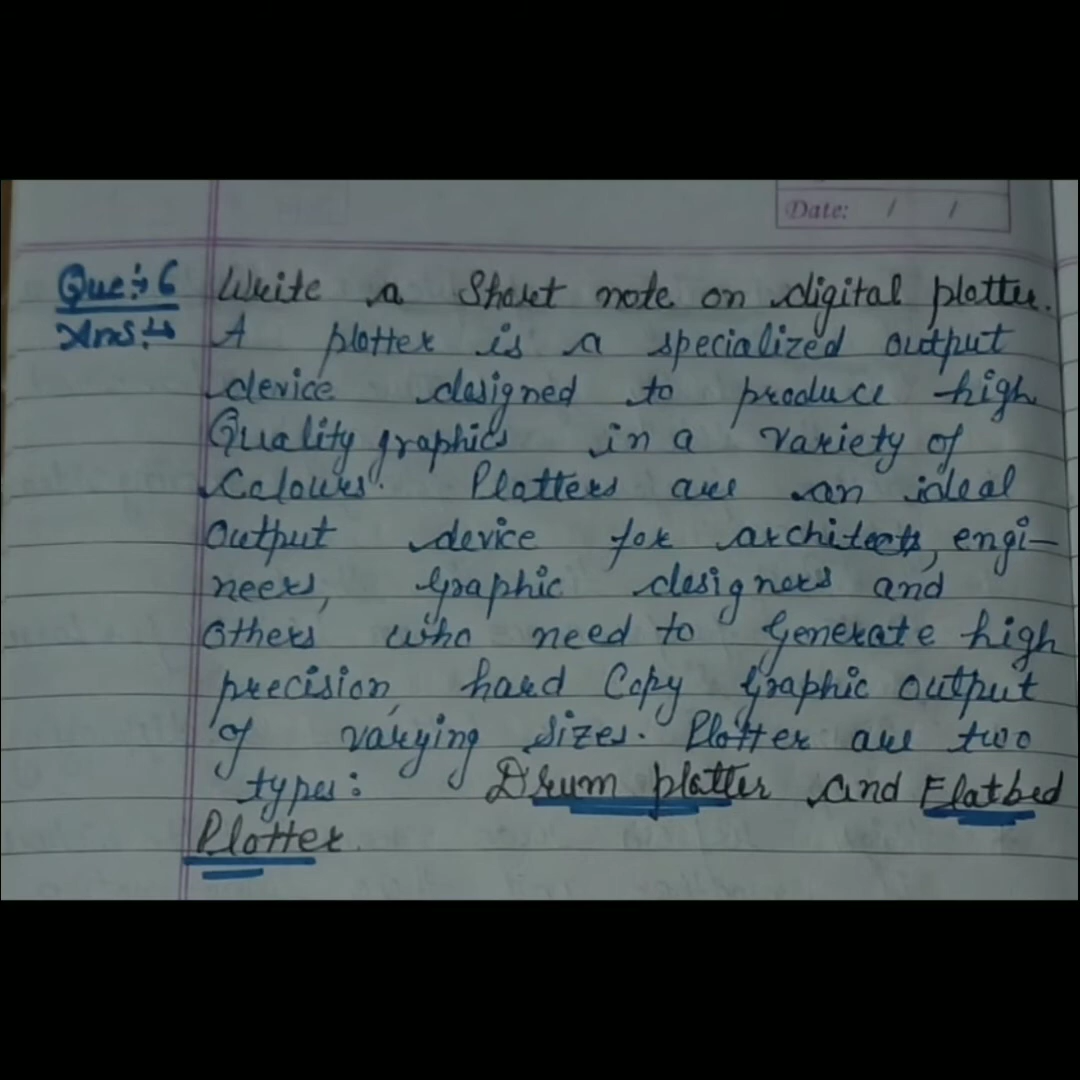 Date: / /
Que:→ 6 Write a Short note on digital plotter.
Ans:→ A plotter is a specialized output
device designed to produce high
Quality graphics in a variety of
Colours. Plotters are an ideal
output device for architects, engi-
neers, graphic designers and
others who need to generate high
precision, hard Copy graphic output
of varying sizes. Plotter are two
types: Drum plotter and Flatbed
Plotter.